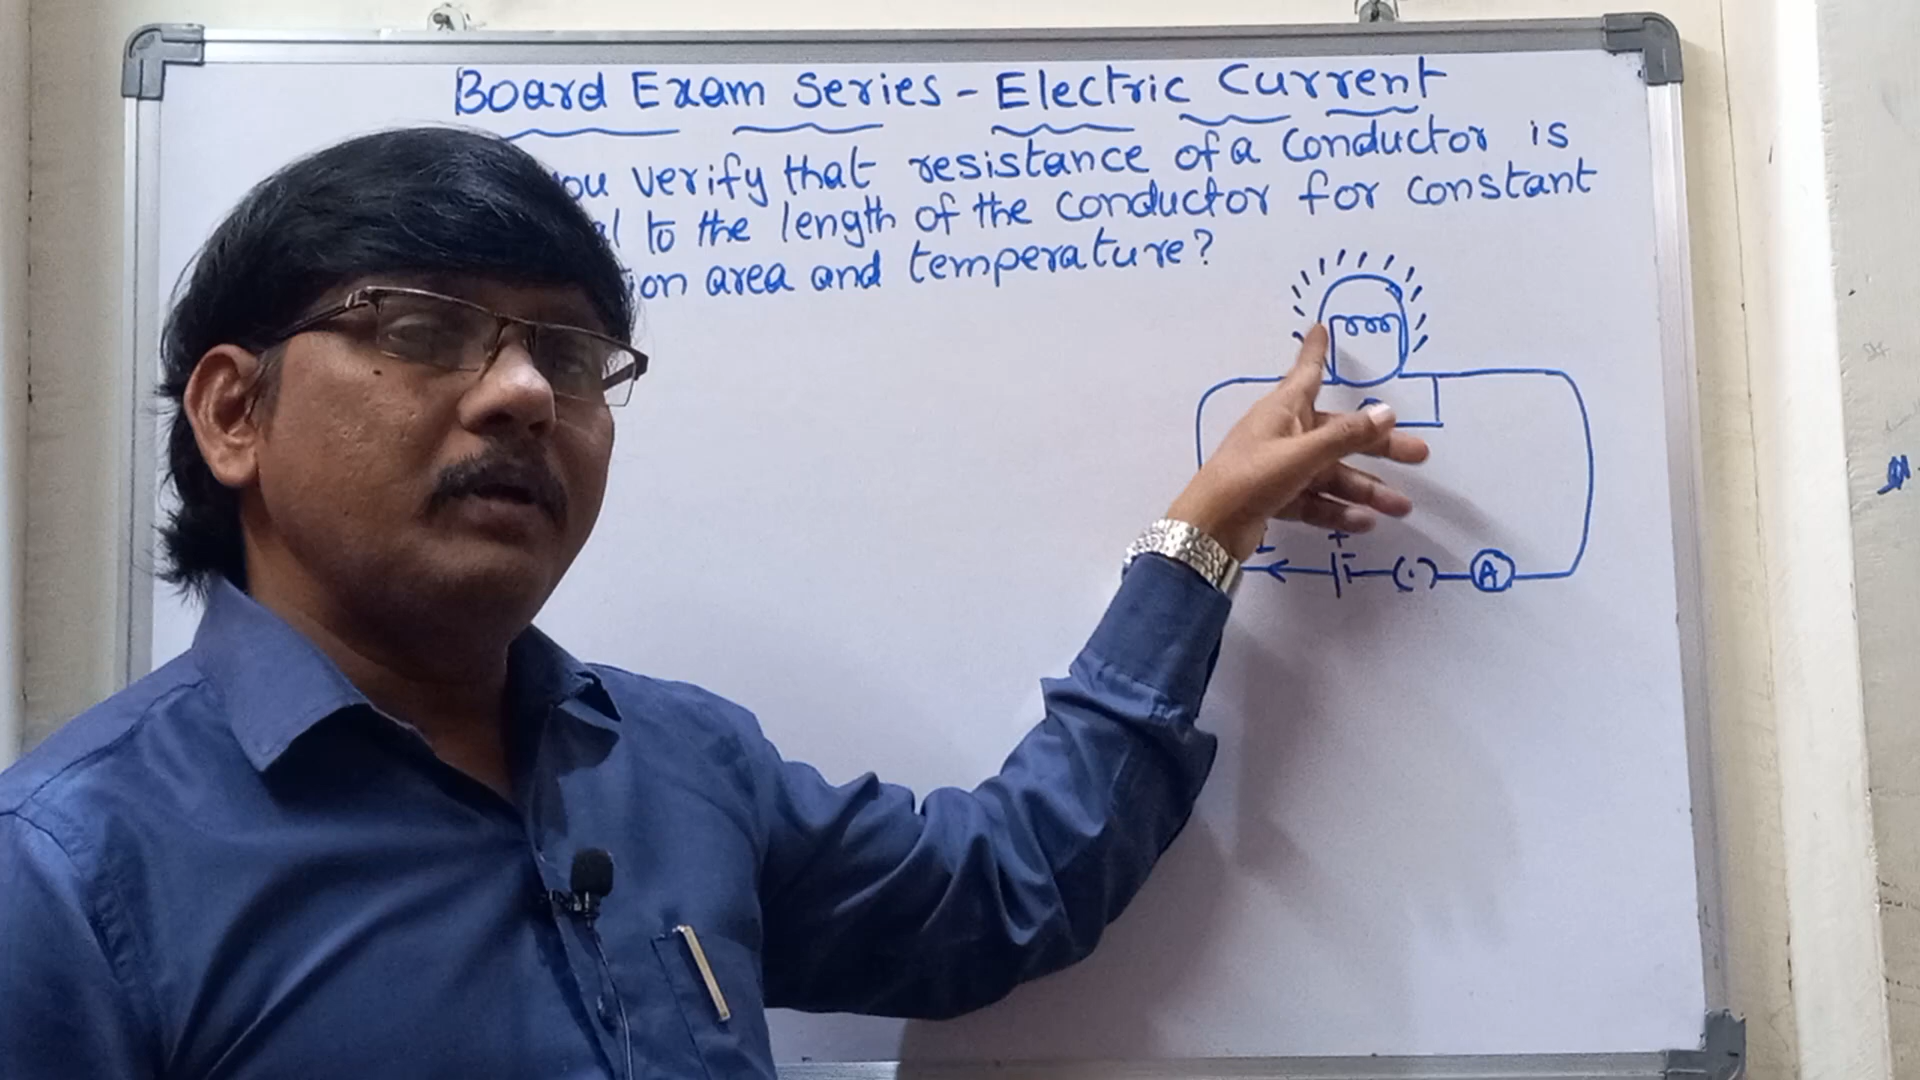 Board Exam Series - Electric Current
you verify that resistance of a conductor is
to the length of the conductor for constant
area and temperature?
+
A